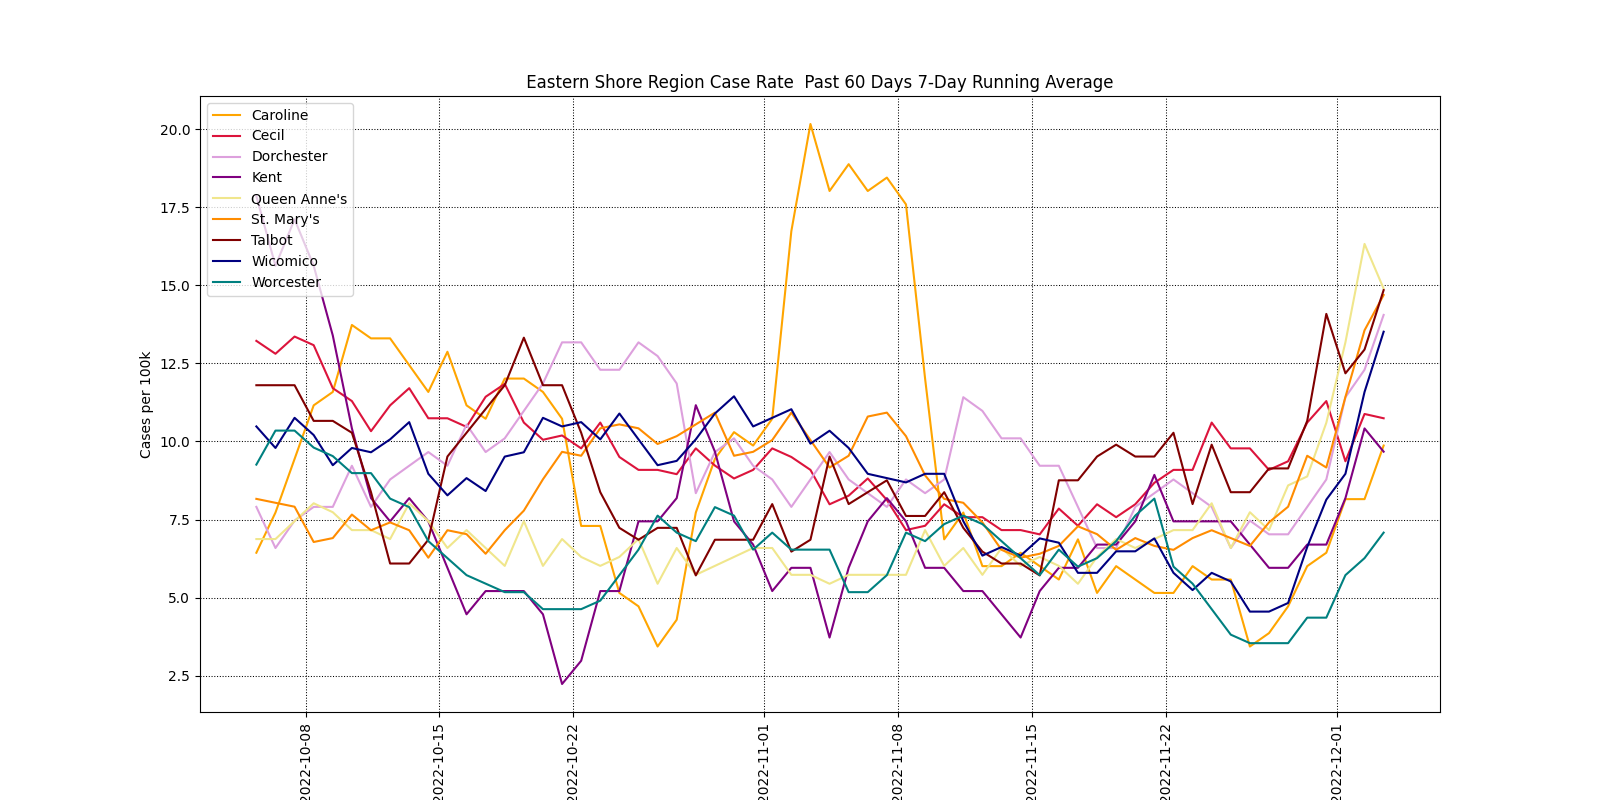 Eastern Shore Region Case Rate  Past 60 Days 7-Day Running Average
Caroline
Cecil
Dorchester
Kent
Queen Anne's
St. Mary's
Talbot
Wicomico
Worcester
20.0
17.5
15.0
12.5
10.0
7.5
5.0
2.5
Cases per 100k
2022-10-08
2022-10-15
2022-10-22
2022-11-01
2022-11-08
2022-11-15
2022-11-22
2022-12-01